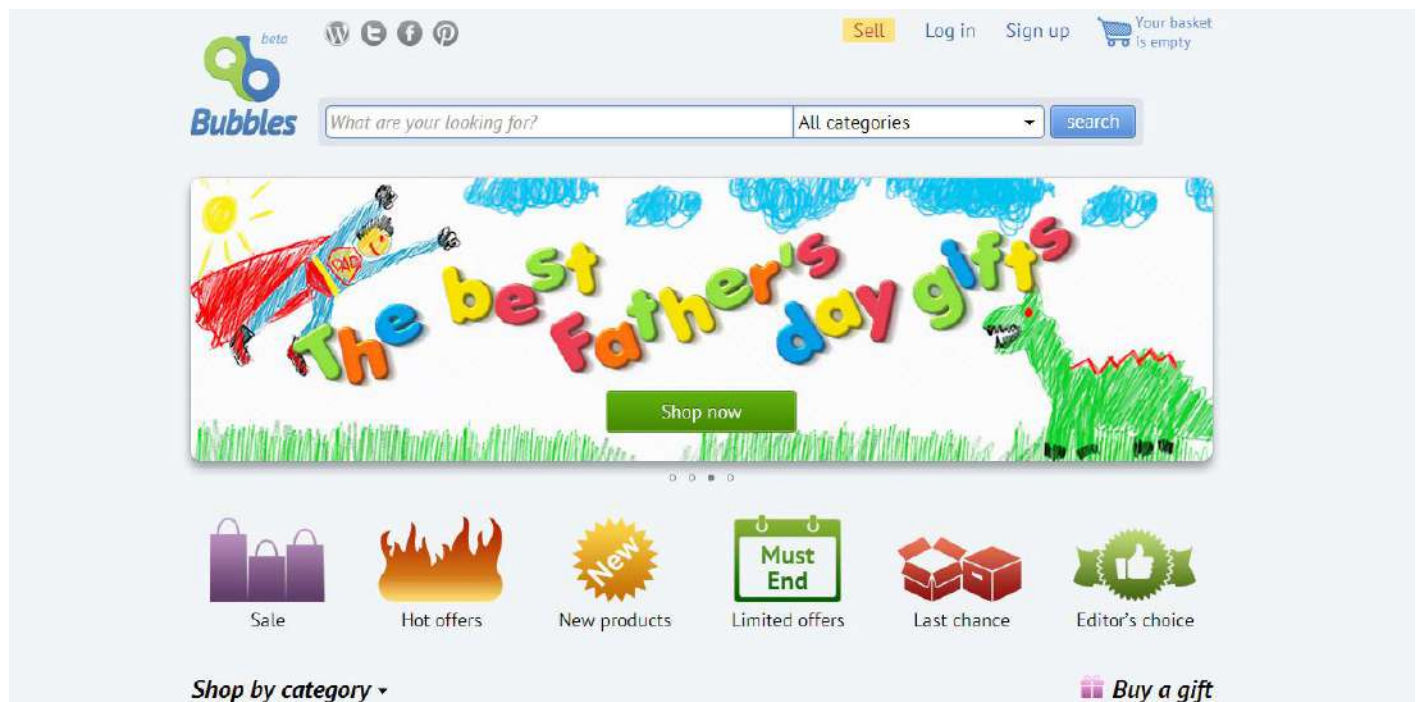 beta
Bubbles
Sell
Log in
Sign up
Your basket
is empty
What are your looking for?
All categories
search
DAD
The best Father's day gifts
Shop now
New
Must
End
Sale
Hot offers
New products
Limited offers
Last chance
Editor's choice
Shop by category
Buy a gift